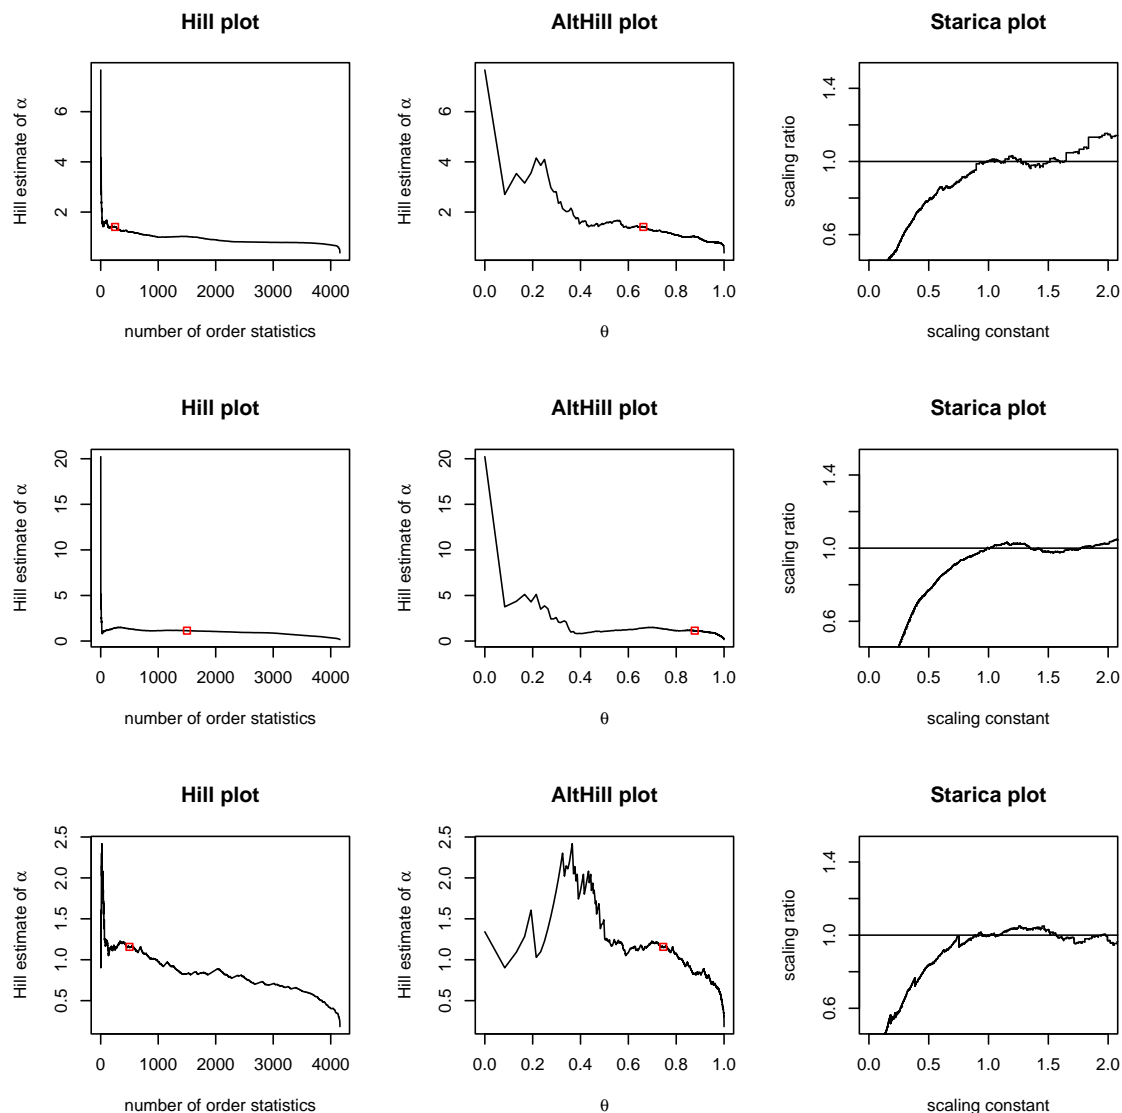 Hill plot
Hill estimate of α
2 4 6
0 1000 2000 3000 4000
number of order statistics
AltHill plot
Hill estimate of α
2 4 6
0.0 0.2 0.4 0.6 0.8 1.0
θ
Starica plot
scaling ratio
0.6 1.0 1.4
0.0 0.5 1.0 1.5 2.0
scaling constant
Hill plot
Hill estimate of α
0 5 10 15 20
0 1000 2000 3000 4000
number of order statistics
AltHill plot
Hill estimate of α
0 5 10 15 20
0.0 0.2 0.4 0.6 0.8 1.0
θ
Starica plot
scaling ratio
0.6 1.0 1.4
0.0 0.5 1.0 1.5 2.0
scaling constant
Hill plot
Hill estimate of α
0.5 1.0 1.5 2.0 2.5
0 1000 2000 3000 4000
number of order statistics
AltHill plot
Hill estimate of α
0.5 1.0 1.5 2.0 2.5
0.0 0.2 0.4 0.6 0.8 1.0
θ
Starica plot
scaling ratio
0.6 1.0 1.4
0.0 0.5 1.0 1.5 2.0
scaling constant